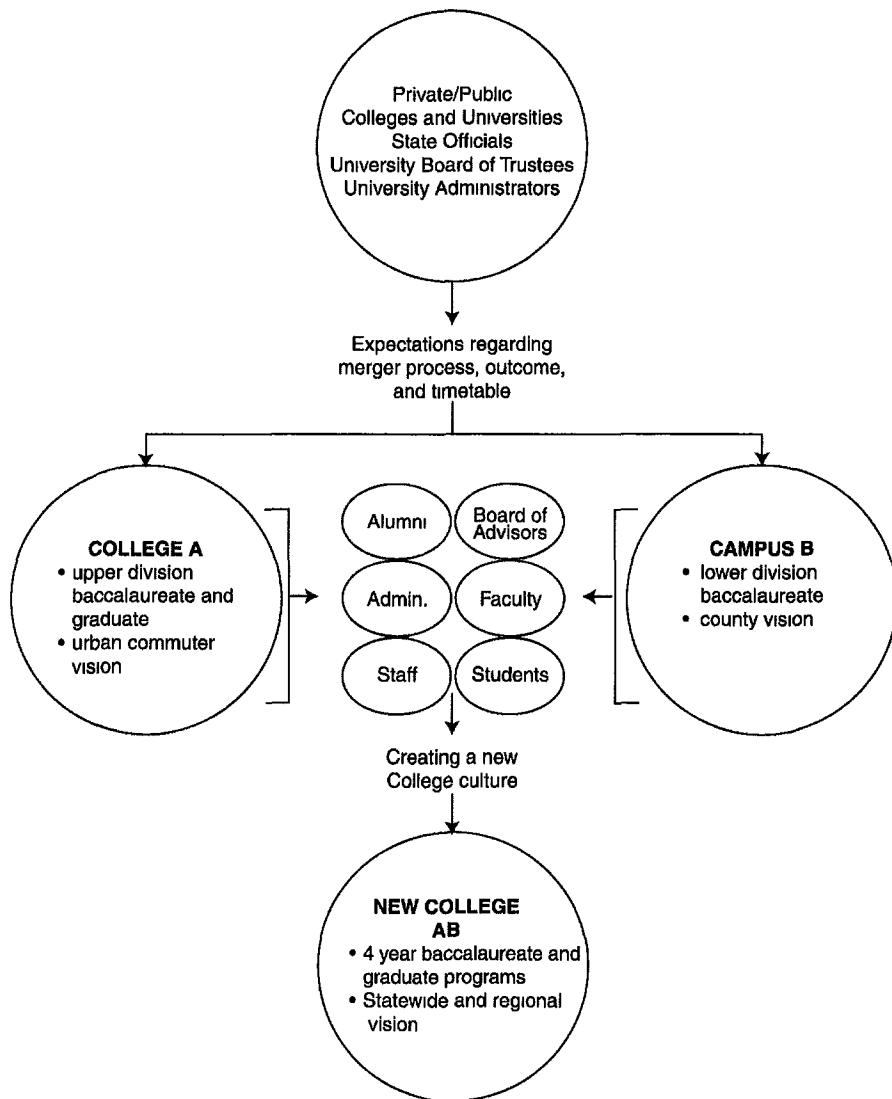 Private/Public
Colleges and Universities
State Officials
University Board of Trustees
University Administrators
Expectations regarding
merger process, outcome,
and timetable
COLLEGE A
• upper division
baccalaureate and
graduate
• urban commuter
vision
Alumni
Board of
Advisors
Admin.
Faculty
Staff
Students
CAMPUS B
• lower division
baccalaureate
• county vision
Creating a new
College culture
NEW COLLEGE
AB
• 4 year baccalaureate and
graduate programs
• Statewide and regional
vision